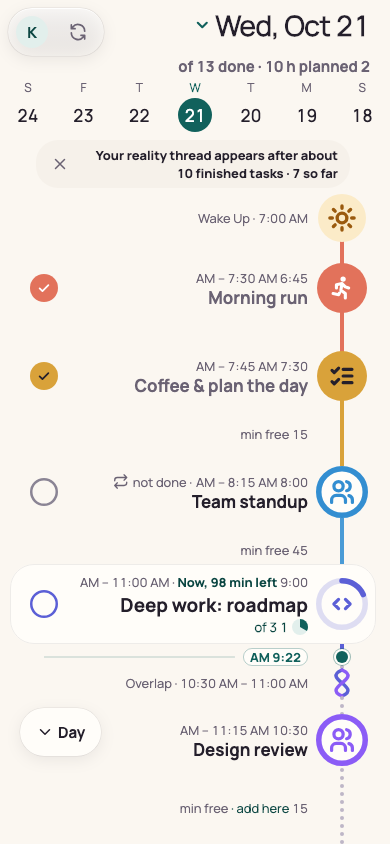 Wed, Oct 21
K
of 13 done · 10 h planned 2
S F T W T M S
24 23 22 21 20 19 18
Your reality thread appears after about
10 finished tasks · 7 so far
Wake Up · 7:00 AM
AM – 7:30 AM 6:45
Morning run
AM – 7:45 AM 7:30
Coffee & plan the day
min free 15
not done · AM – 8:15 AM 8:00
Team standup
min free 45
AM – 11:00 AM · Now, 98 min left 9:00
Deep work: roadmap
of 3 1
AM 9:22
Overlap · 10:30 AM – 11:00 AM
AM – 11:15 AM 10:30
Design review
Day
min free · add here 15